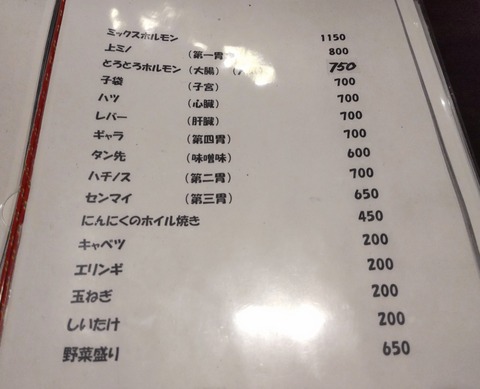 ミックスホルモン 1150
上ミノ (第一胃) 800
とろとろホルモン (大腸) 750
子袋 (子宮) 700
ハツ (心臓) 700
レバー (肝臓) 700
ギャラ (第四胃) 700
タン先 (味噌味) 600
ハチノス (第二胃) 700
センマイ (第三胃) 650
にんにくのホイル焼き 450
キャベツ 200
エリンギ 200
玉ねぎ 200
しいたけ 200
野菜盛り 650